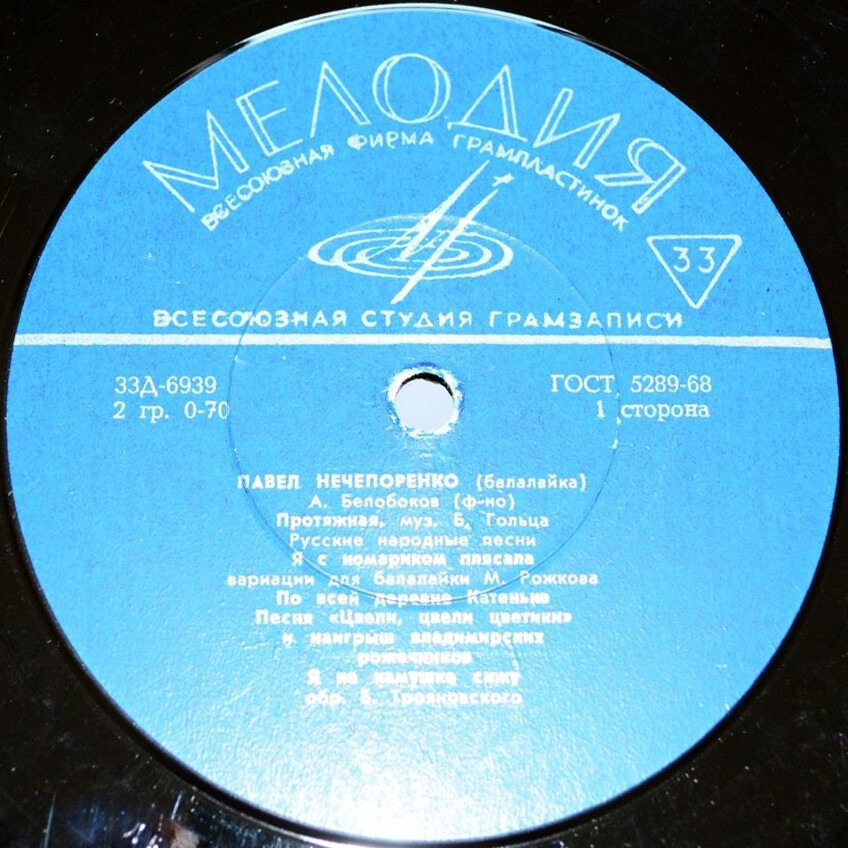 МЕЛОДИЯ
ВСЕСОЮЗНАЯ ФИРМА ГРАМПЛАСТИНОК
33
ВСЕСОЮЗНАЯ СТУДИЯ ГРАМЗАПИСИ
33Д-6939
ГОСТ 5289-68
2 гр. 0-70
1 сторона
ПАВЕЛ НЕЧЕПОРЕНКО (балалайка)
А. Белобоков (ф-но)
Протяжная, муз. Б. Гольца
Русские народные песни
Я с комариком плясала
вариации для балалайки М. Рожкова
По всей деревне Катенька
Песня «Цвели, цвели цветики»
и наигрыш владимирских
рожечников
Я на камушке сижу
обр. Б. Трояновского